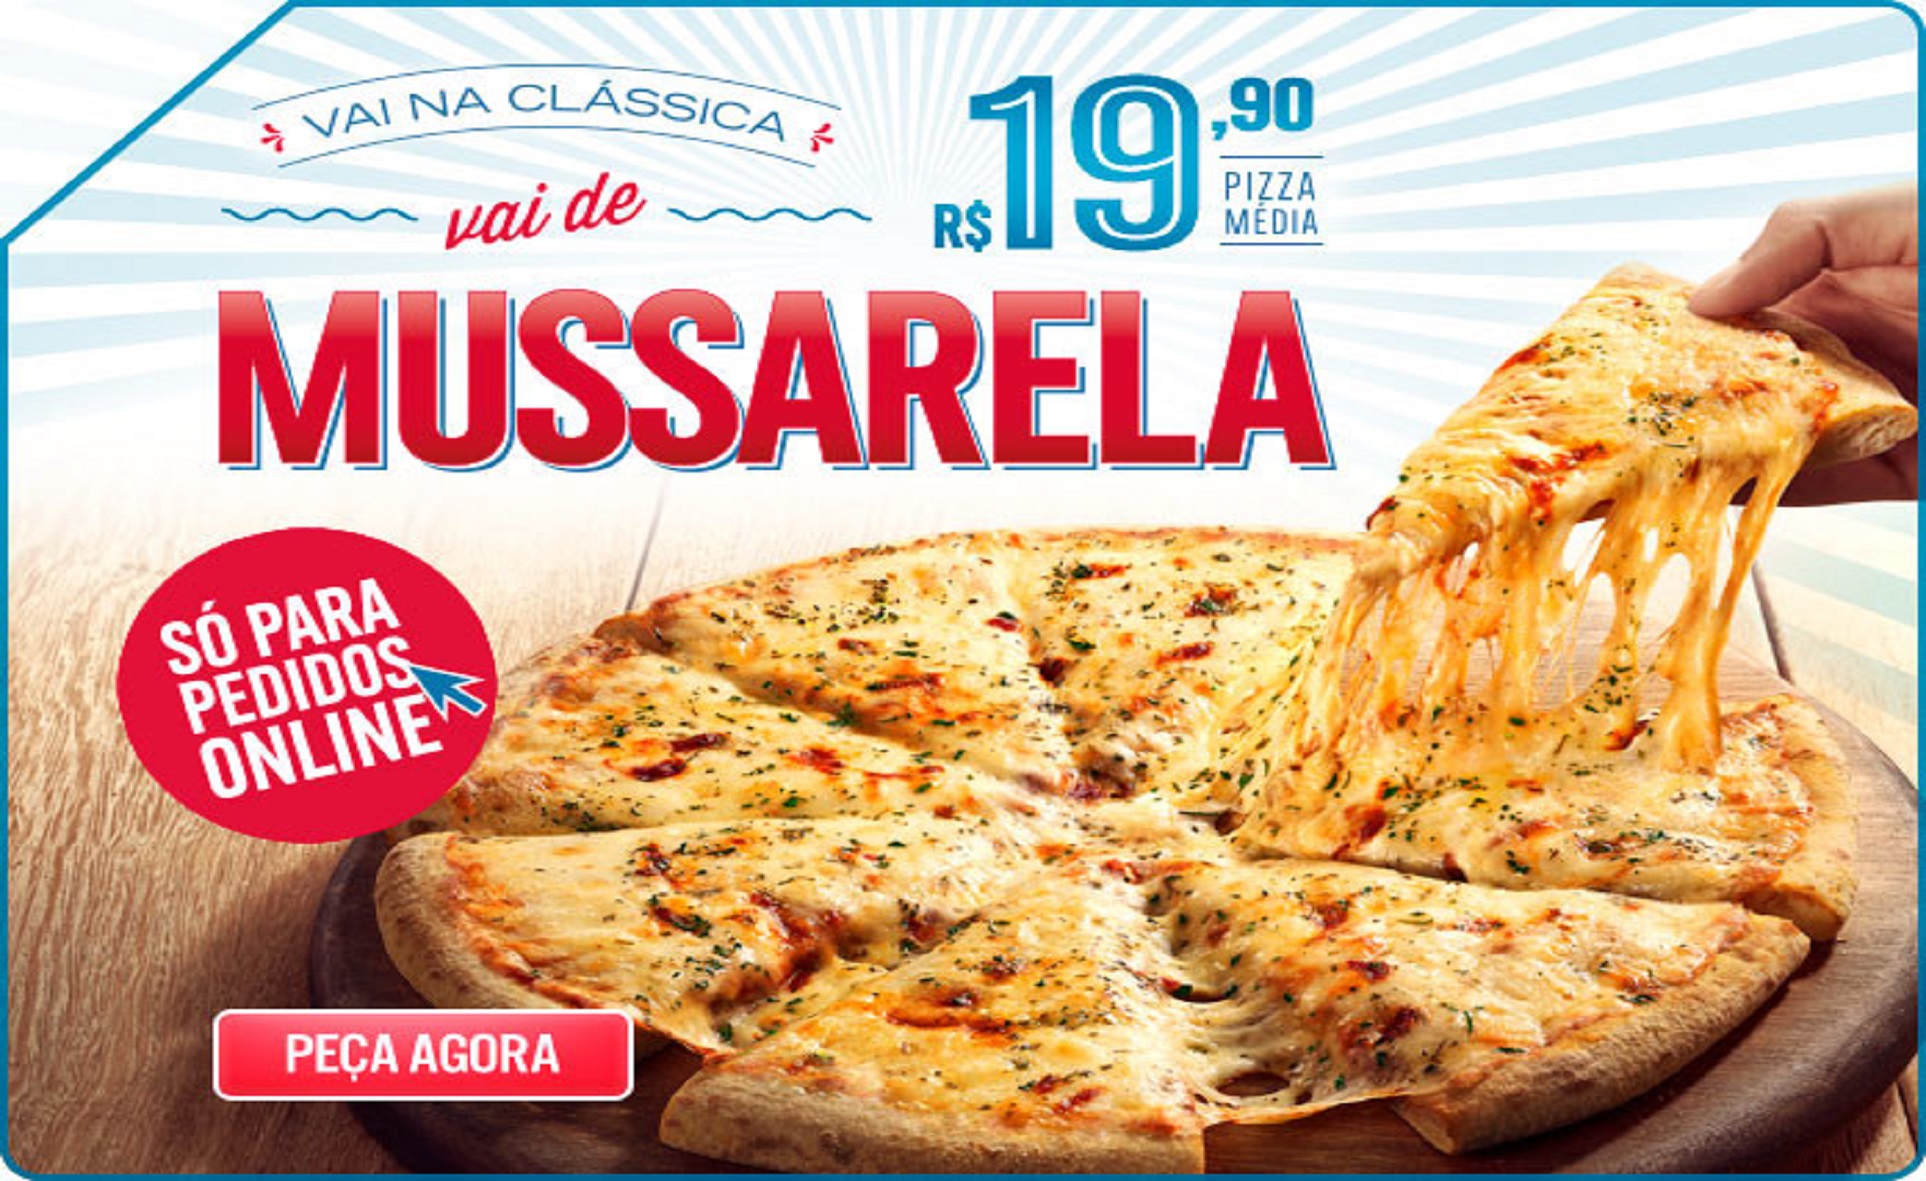 VAI NA CLÁSSICA
vai de
MUSSARELA
R$19,90
PIZZA
MÉDIA
SÓ PARA
PEDIDOS
ONLINE
PEÇA AGORA